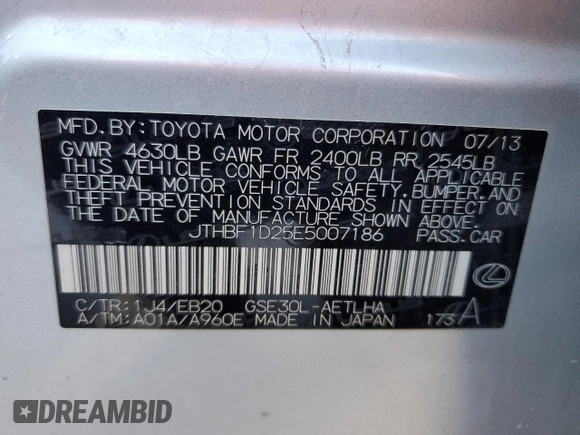 MFD.BY:TOYOTA MOTOR CORPORATION 07/13
GVWR 4630LB GAWR FR 2400LB RR 2545LB
THIS VEHICLE CONFORMS TO ALL APPLICABLE
FEDERAL MOTOR VEHICLE SAFETY, BUMPER, AND
THEFT PREVENTION STANDARDS IN EFFECT ON
THE DATE OF MANUFACTURE SHOWN ABOVE.
JTHBF1D25E5007186 PASS.CAR
C/TR:1J4/EB20 GSE30L-AETLHA
A/TM:A01A/A960E MADE IN JAPAN 173 A
DREAMBID